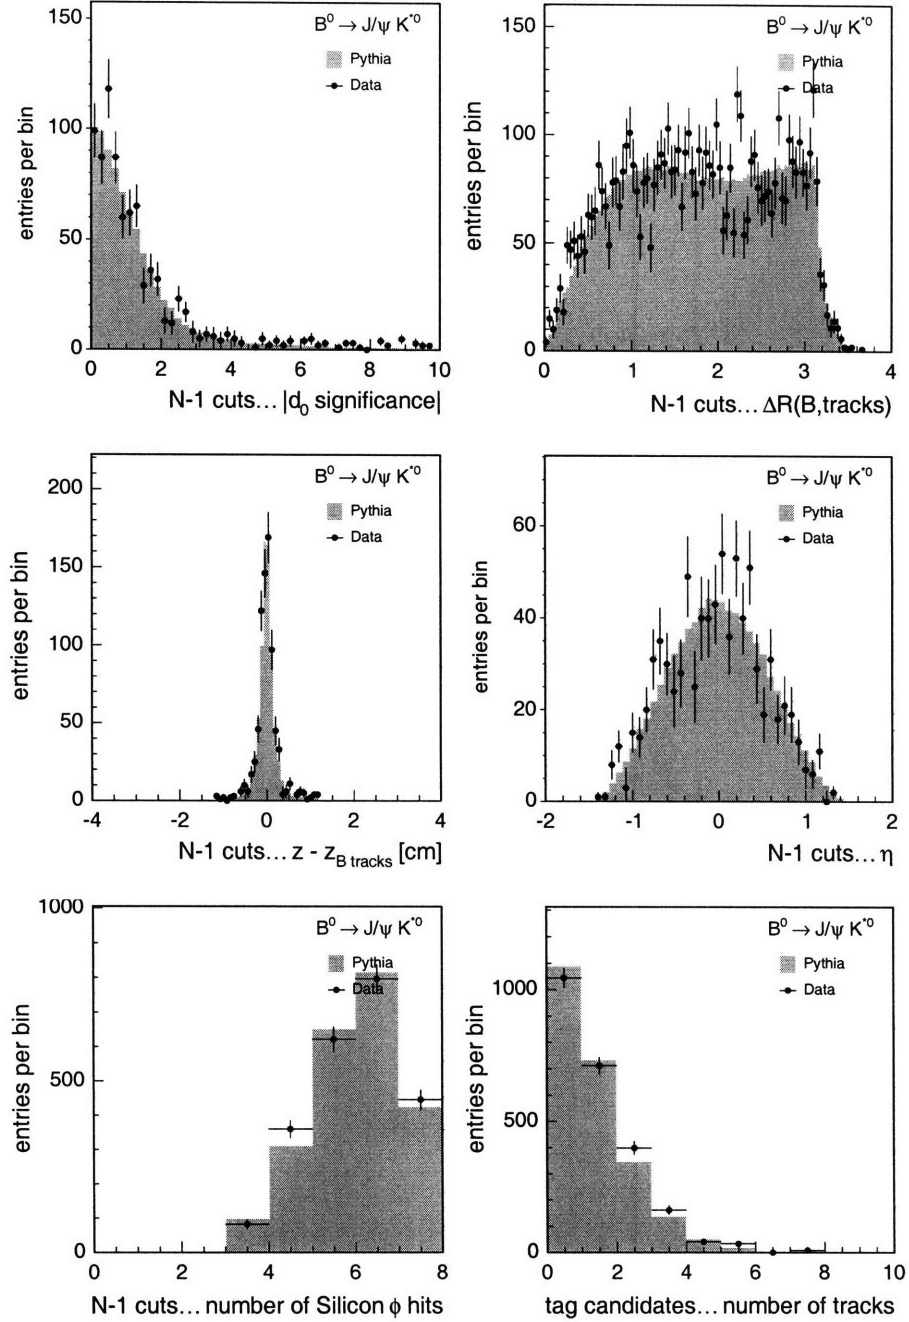 B⁰ → J/ψ K*⁰
Pythia
Data
entries per bin
150
100
50
0
0 2 4 6 8 10
N-1 cuts… |d₀ significance|
B⁰ → J/ψ K*⁰
Pythia
Data
entries per bin
150
100
50
0
0 1 2 3 4
N-1 cuts… ΔR(B,tracks)
B⁰ → J/ψ K*⁰
Pythia
Data
entries per bin
200
150
100
50
0
-4 -2 0 2 4
N-1 cuts… z - z_B tracks [cm]
B⁰ → J/ψ K*⁰
Pythia
Data
entries per bin
60
40
20
0
-2 -1 0 1 2
N-1 cuts… η
B⁰ → J/ψ K*⁰
Pythia
Data
entries per bin
1000
500
0
0 2 4 6 8
N-1 cuts… number of Silicon ϕ hits
B⁰ → J/ψ K*⁰
Pythia
Data
entries per bin
1000
500
0
0 2 4 6 8 10
tag candidates… number of tracks